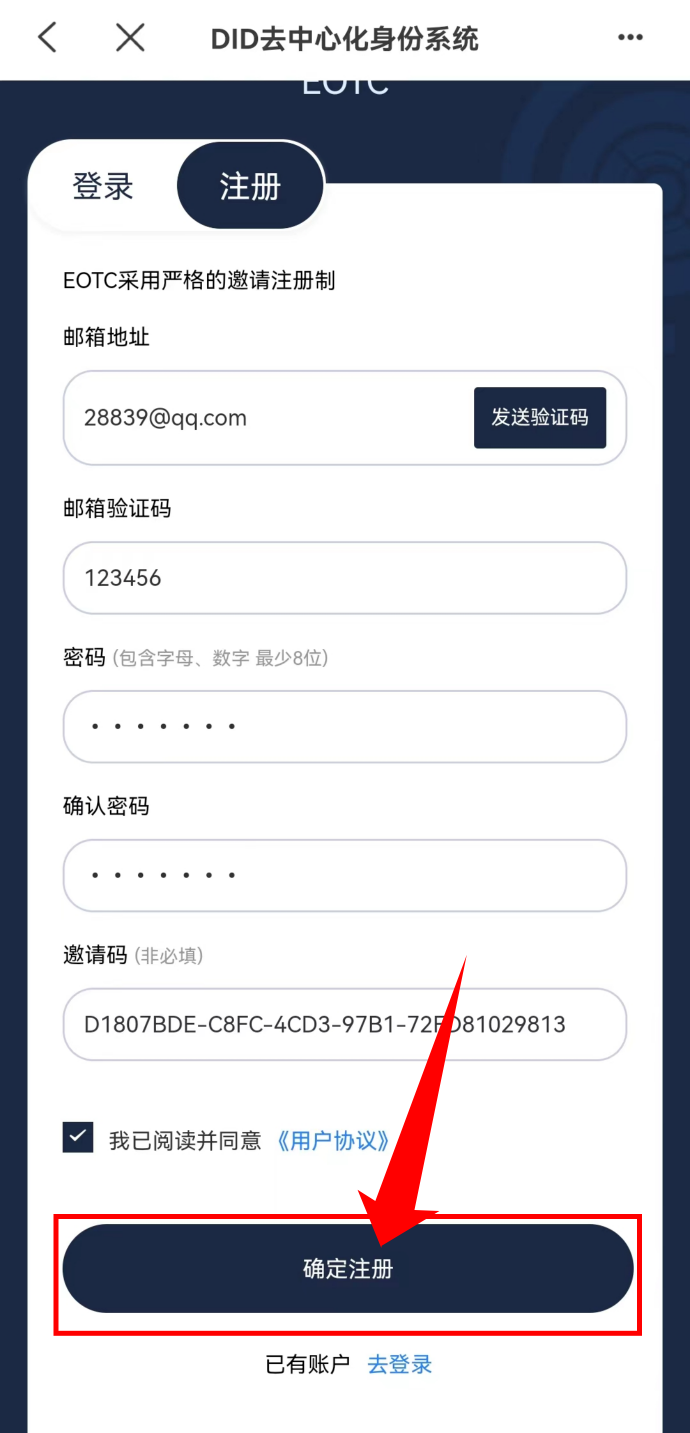 DID去中心化身份系统
EOTC
登录
注册
EOTC采用严格的邀请注册制
邮箱地址
28839@qq.com
发送验证码
邮箱验证码
123456
密码 (包含字母、数字 最少8位)
确认密码
邀请码 (非必填)
D1807BDE-C8FC-4CD3-97B1-72FD81029813
我已阅读并同意 《用户协议》
确定注册
已有账户 去登录